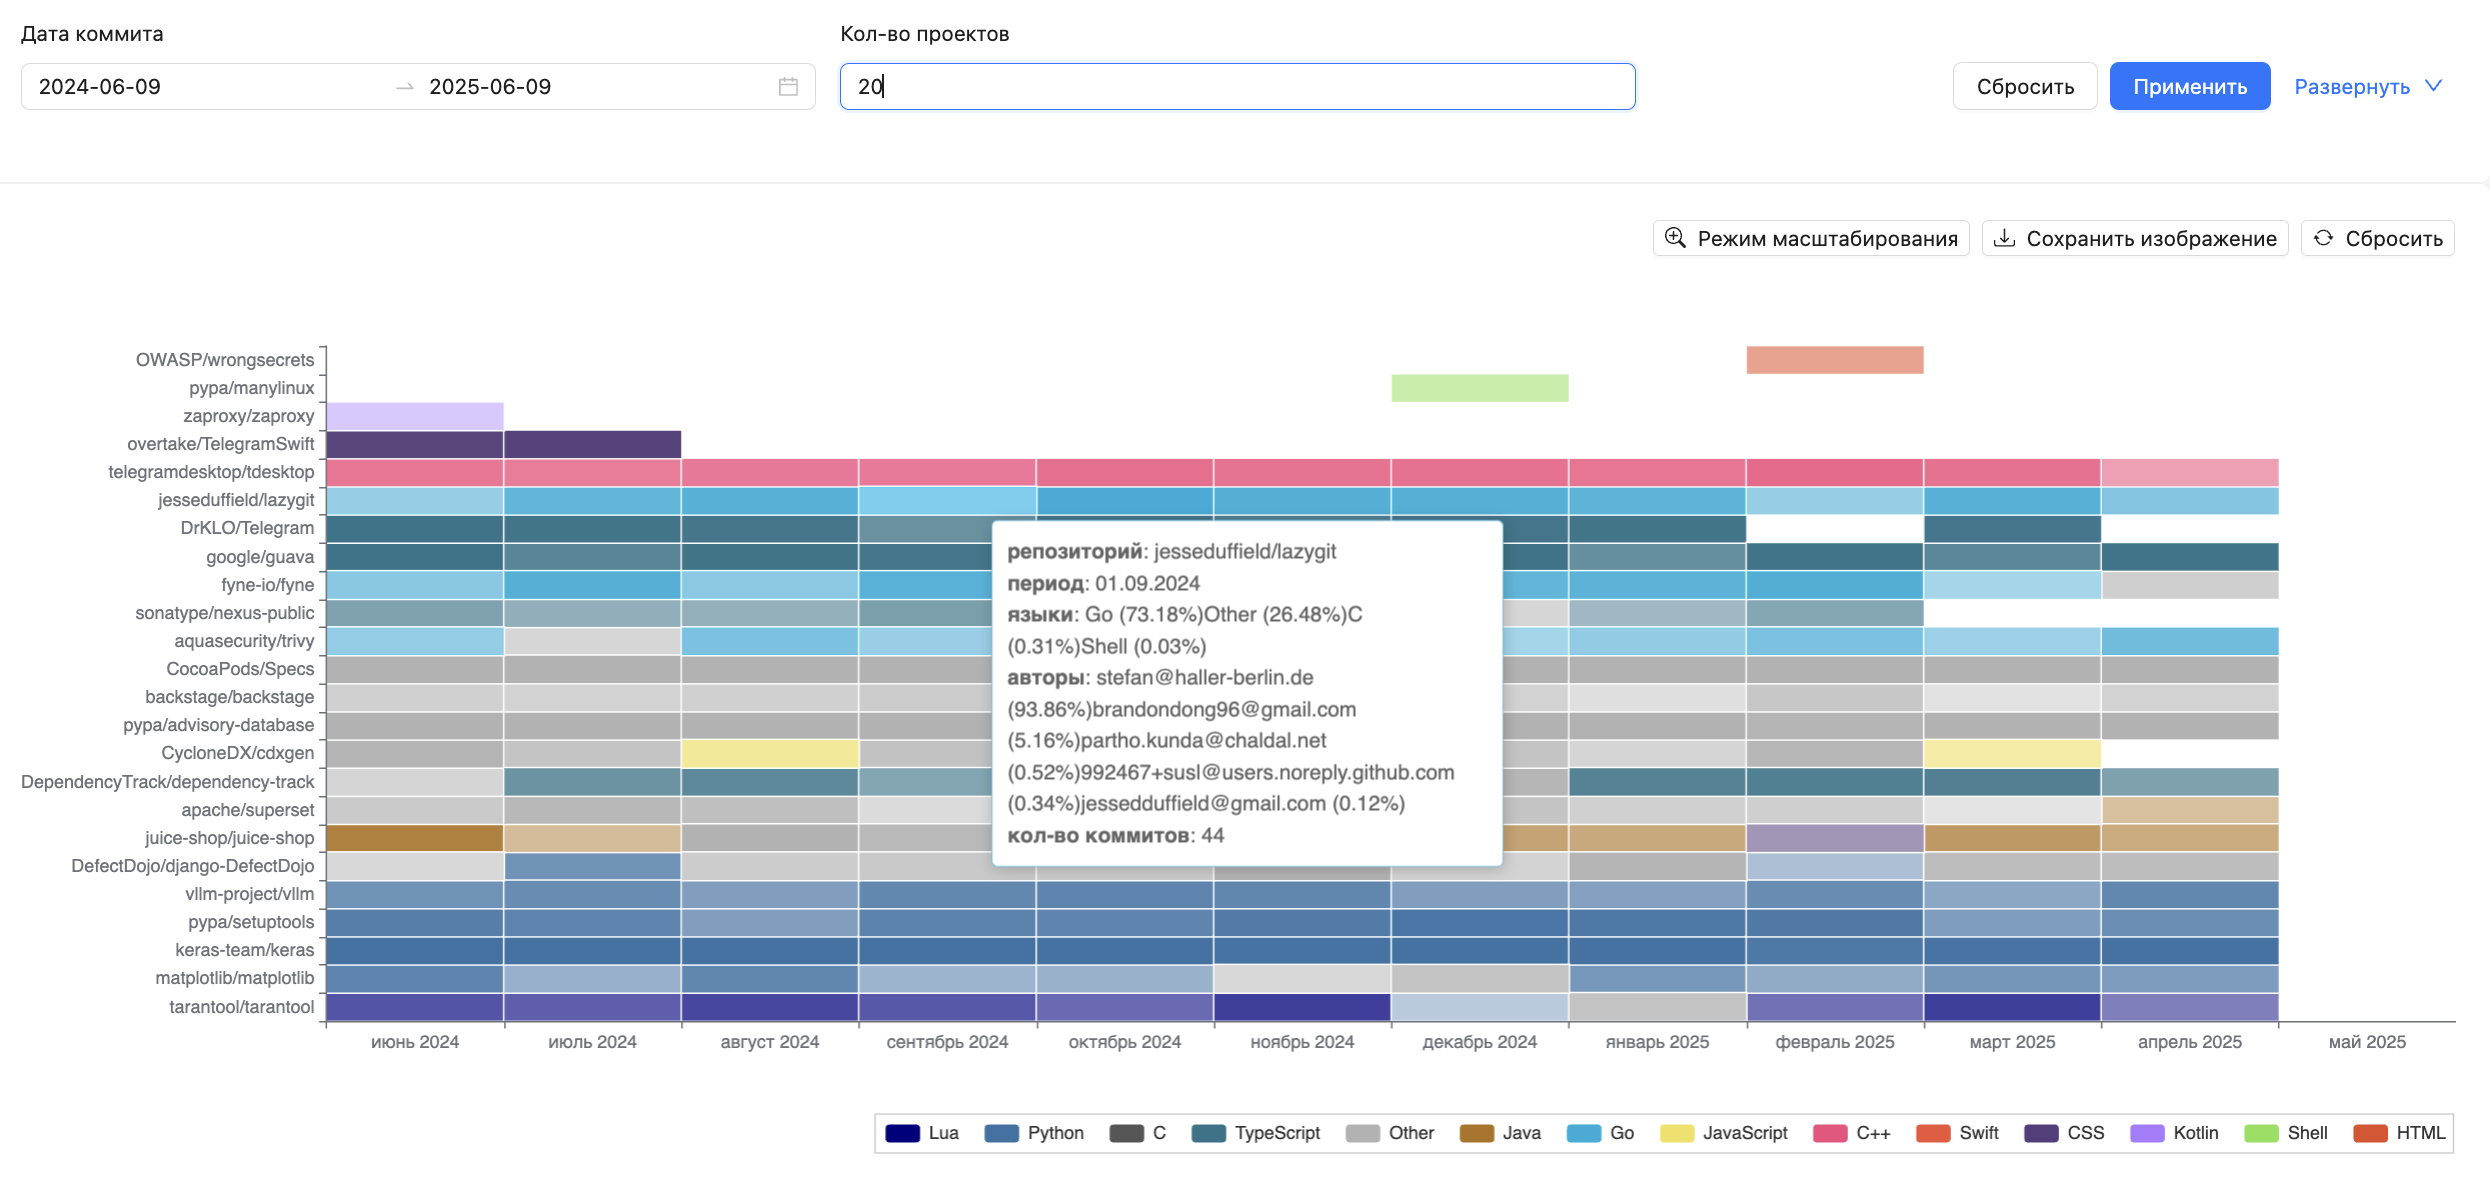 Дата коммита
Кол-во проектов
2024-06-09 → 2025-06-09
20
Сбросить
Применить
Развернуть
Режим масштабирования
Сохранить изображение
Сбросить
OWASP/wrongsecrets
pypa/manylinux
zaproxy/zaproxy
overtake/TelegramSwift
telegramdesktop/tdesktop
jesseduffield/lazygit
DrKLO/Telegram
google/guava
fyne-io/fyne
sonatype/nexus-public
aquasecurity/trivy
CocoaPods/Specs
backstage/backstage
pypa/advisory-database
CycloneDX/cdxgen
DependencyTrack/dependency-track
apache/superset
juice-shop/juice-shop
DefectDojo/django-DefectDojo
vllm-project/vllm
pypa/setuptools
keras-team/keras
matplotlib/matplotlib
tarantool/tarantool
репозиторий: jesseduffield/lazygit
период: 01.09.2024
языки: Go (73.18%)Other (26.48%)C
(0.31%)Shell (0.03%)
авторы: stefan@haller-berlin.de
(93.86%)brandondong96@gmail.com
(5.16%)partho.kunda@chaldal.net
(0.52%)992467+susl@users.noreply.github.com
(0.34%)jessedduffield@gmail.com (0.12%)
кол-во коммитов: 44
июнь 2024
июль 2024
август 2024
сентябрь 2024
октябрь 2024
ноябрь 2024
декабрь 2024
январь 2025
февраль 2025
март 2025
апрель 2025
май 2025
Lua
Python
C
TypeScript
Other
Java
Go
JavaScript
C++
Swift
CSS
Kotlin
Shell
HTML